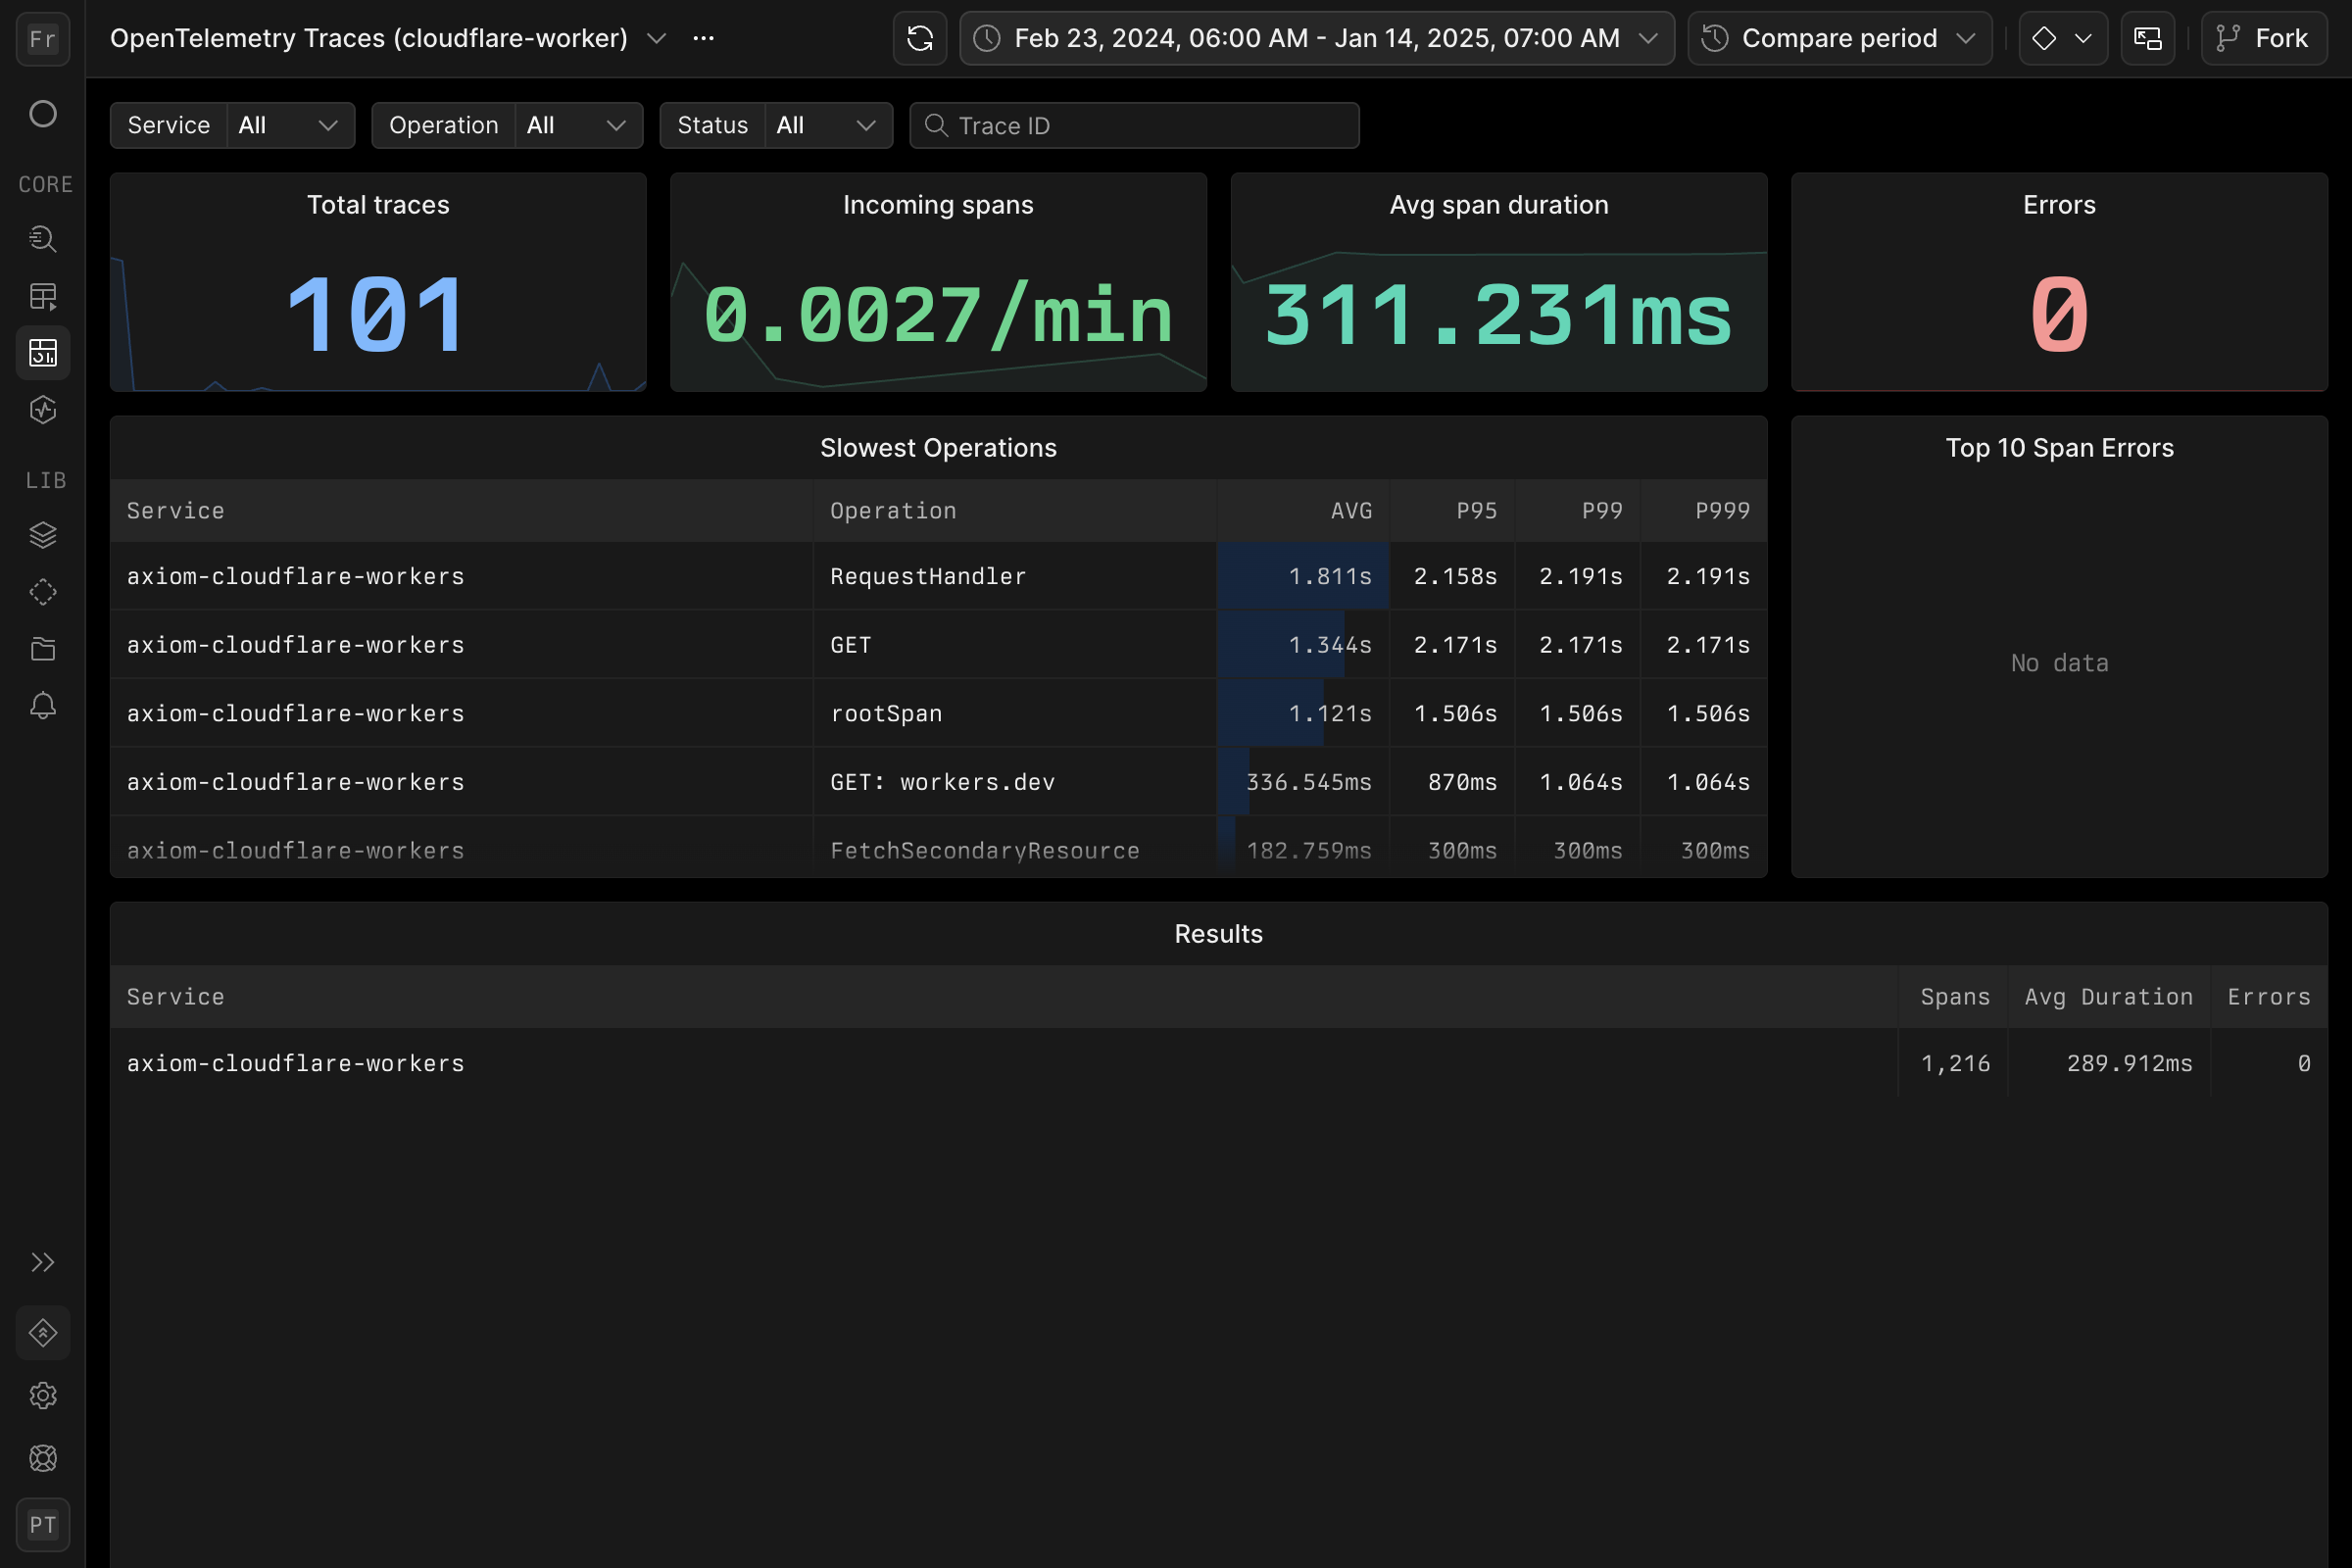 Fr
OpenTelemetry Traces (cloudflare-worker)
Feb 23, 2024, 06:00 AM - Jan 14, 2025, 07:00 AM
Compare period
Fork
Service All
Operation All
Status All
Trace ID
CORE
LIB
PT
Total traces
101
Incoming spans
0.0027/min
Avg span duration
311.231ms
Errors
0
Slowest Operations
Service Operation AVG P95 P99 P999
axiom-cloudflare-workers RequestHandler 1.811s 2.158s 2.191s 2.191s
axiom-cloudflare-workers GET 1.344s 2.171s 2.171s 2.171s
axiom-cloudflare-workers rootSpan 1.121s 1.506s 1.506s 1.506s
axiom-cloudflare-workers GET: workers.dev 336.545ms 870ms 1.064s 1.064s
axiom-cloudflare-workers FetchSecondaryResource 182.759ms 300ms 300ms 300ms
Top 10 Span Errors
No data
Results
Service Spans Avg Duration Errors
axiom-cloudflare-workers 1,216 289.912ms 0